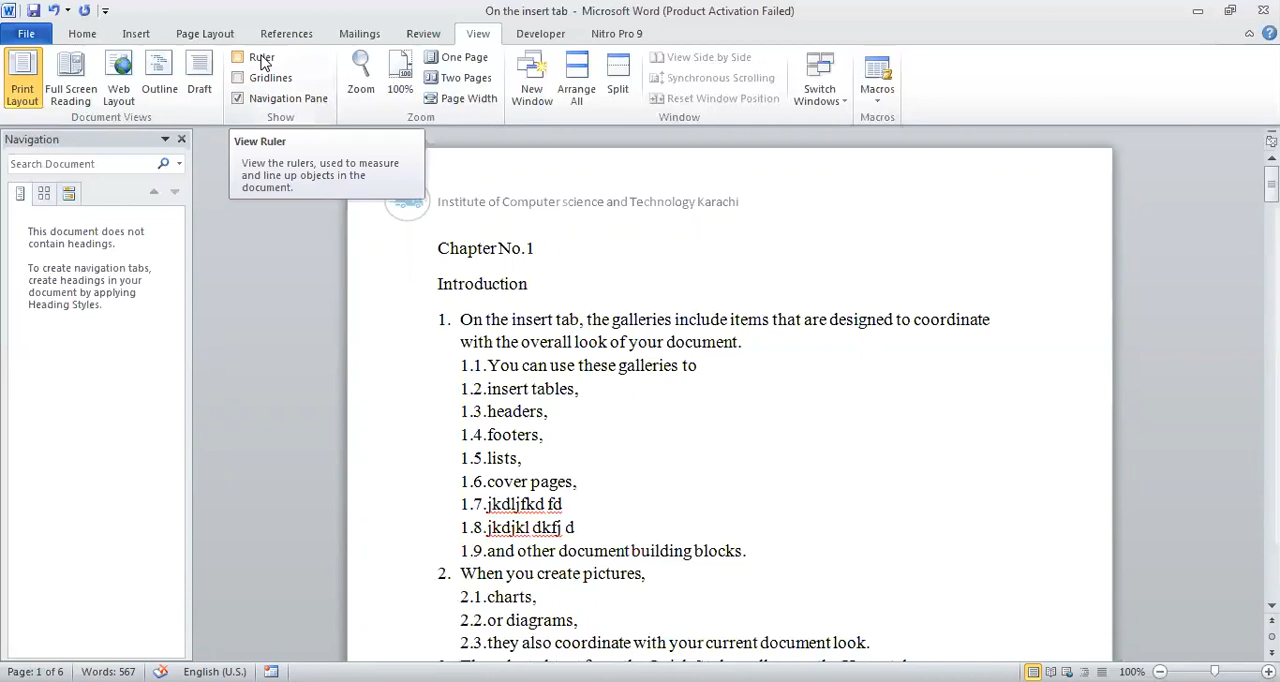 On the insert tab - Microsoft Word (Product Activation Failed)
File Home Insert Page Layout References Mailings Review View Developer Nitro Pro 9
Print Layout
Full Screen Reading
Web Layout
Outline
Draft
Document Views
Ruler
Gridlines
Navigation Pane
Show
Zoom
100%
One Page
Two Pages
Page Width
Zoom
New Window
Arrange All
Split
View Side by Side
Synchronous Scrolling
Reset Window Position
Switch Windows
Window
Macros
Macros
Navigation
Search Document
This document does not
contain headings.
To create navigation tabs,
create headings in your
document by applying
Heading Styles.
View Ruler
View the rulers, used to measure
and line up objects in the
document.
Institute of Computer science and Technology Karachi
Chapter No.1
Introduction
1. On the insert tab, the galleries include items that are designed to coordinate
with the overall look of your document.
1.1.You can use these galleries to
1.2.insert tables,
1.3.headers,
1.4.footers,
1.5.lists,
1.6.cover pages,
1.7.jkdljfkd fd
1.8.jkdjkl dkfj d
1.9.and other document building blocks.
2. When you create pictures,
2.1.charts,
2.2.or diagrams,
2.3.they also coordinate with your current document look.
Page: 1 of 6 Words: 567 English (U.S.) 100%